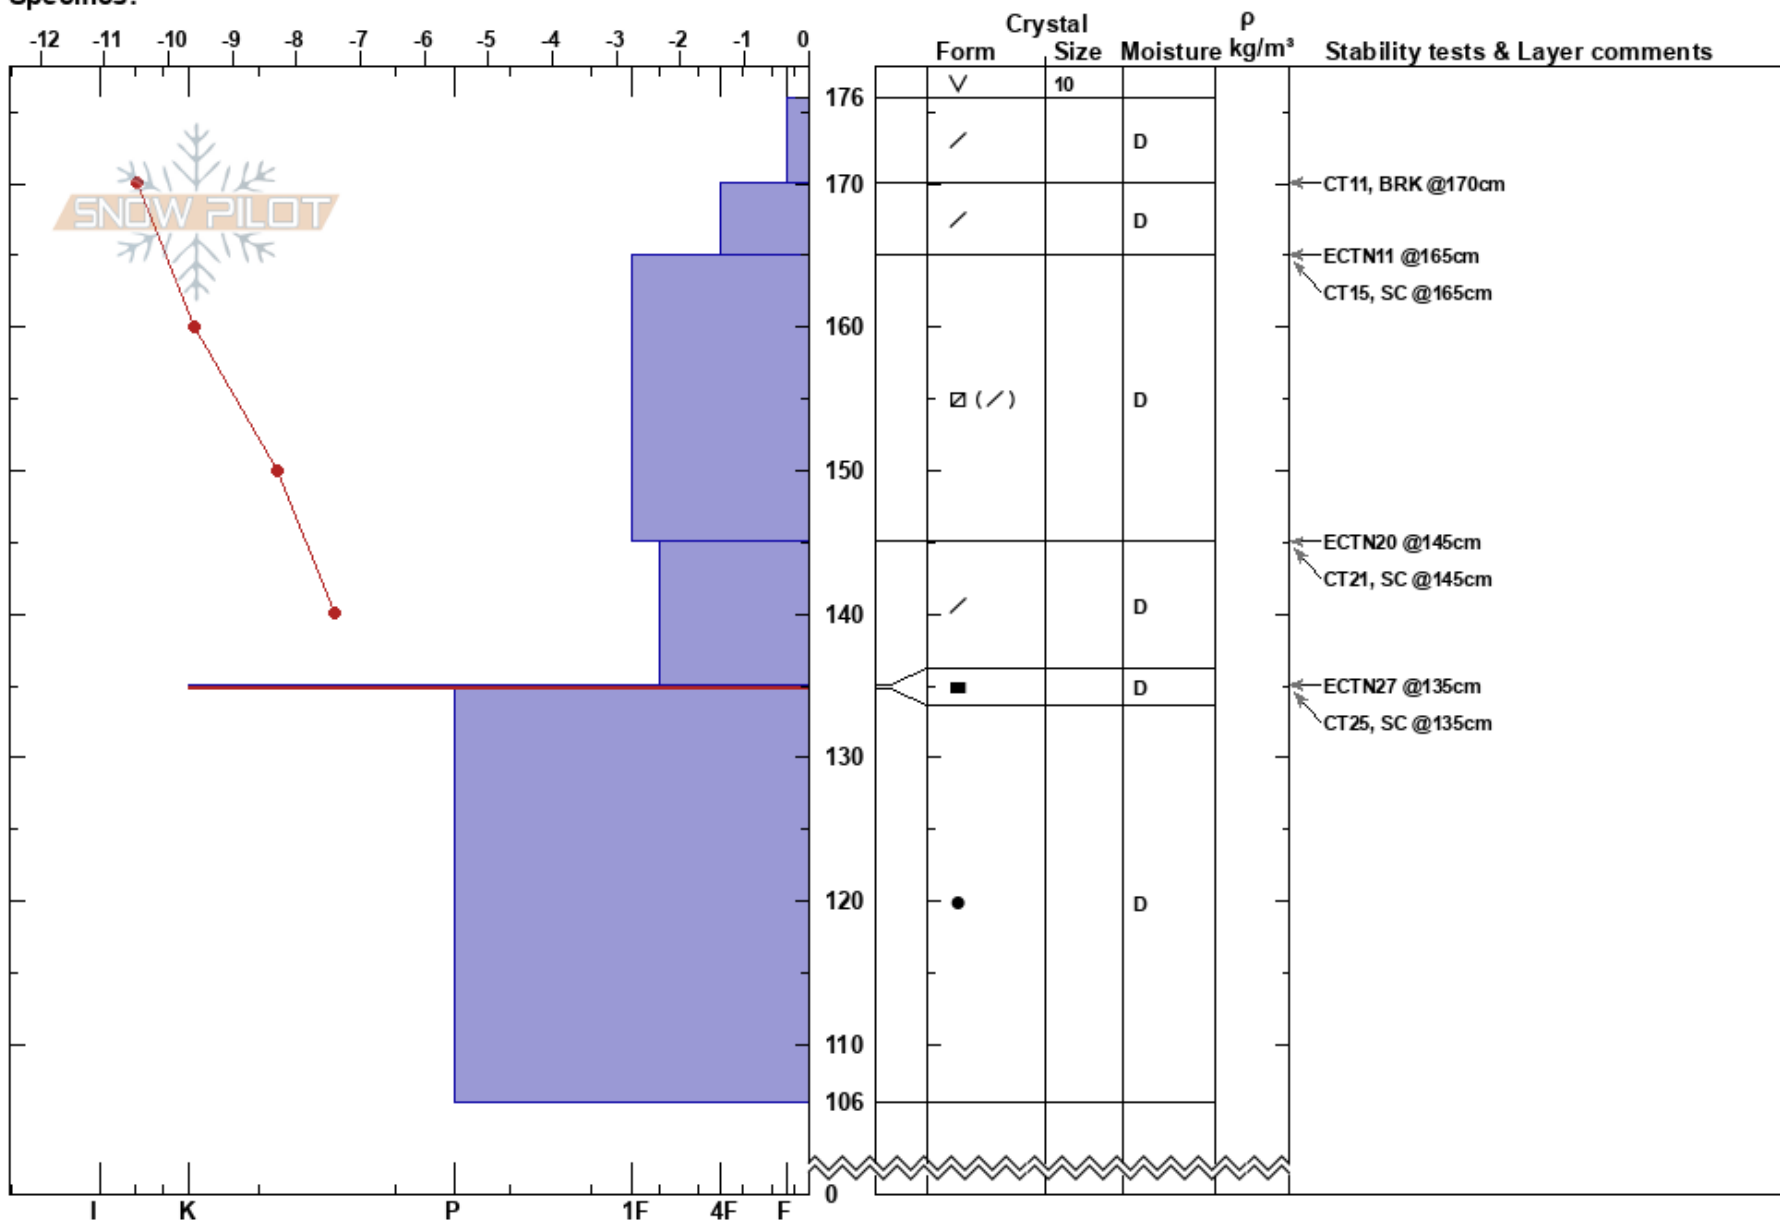 Specifics:
Crystal ρ
-12 -11 -10 -9 -8 -7 -6 -5 -4 -3 -2 -1 0 Form Size Moisture kg/m³ Stability tests & Layer comments
10
176
D
170 CT11, BRK @170cm
SNOW PILOT
D
ECTN11 @165cm
CT15, SC @165cm
160
(/) D
150
ECTN20 @145cm
CT21, SC @145cm
D
140
D ECTN27 @135cm
CT25, SC @135cm
130
120 D
110
106
0
I K P 1F 4F F